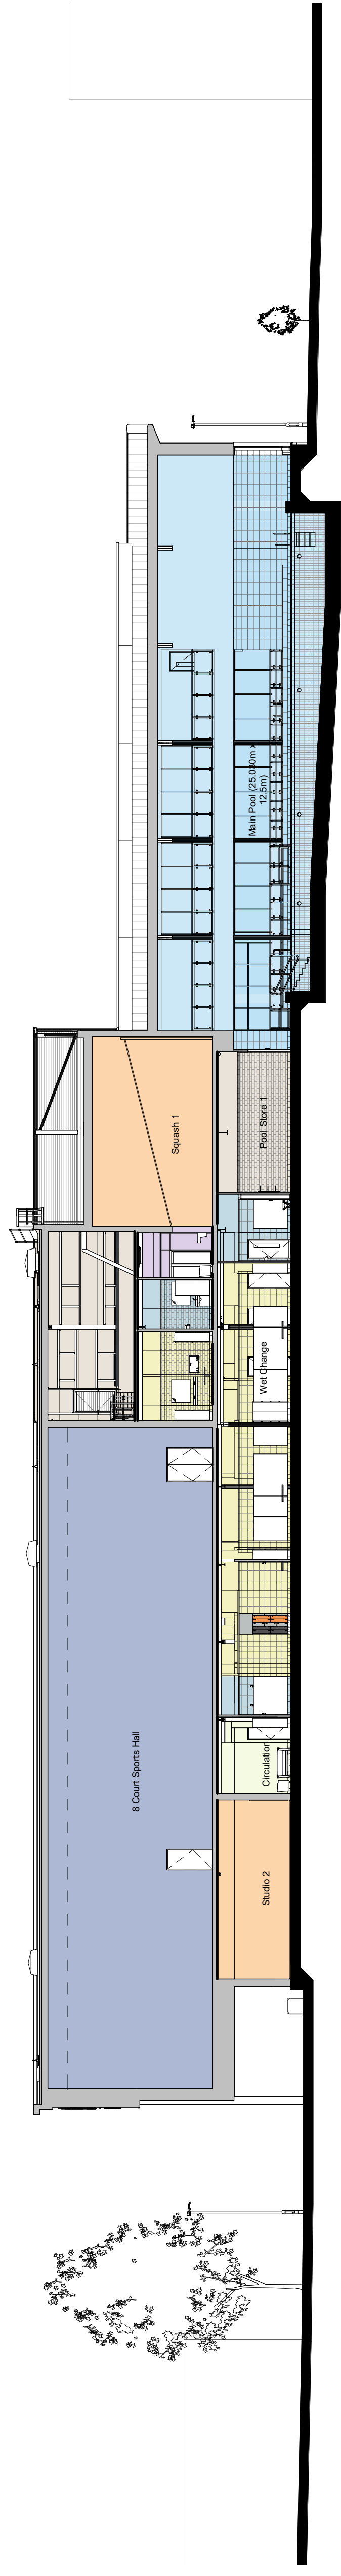 8 Court Sports Hall
Studio 2
Circulation
Wet Change
Squash 1
Pool Store 1
Main Pool (25.030m x
12.5m)